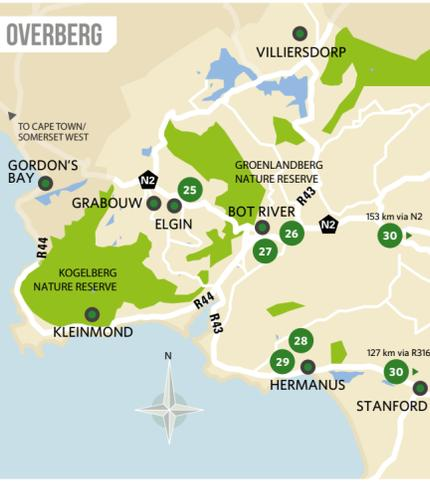 OVERBERG
VILLIERSDORP
TO CAPE TOWN/
SOMERSET WEST
GORDON'S
BAY
GROENLANDBERG
NATURE RESERVE
N2
25
GRABOUW
ELGIN
R43
BOT RIVER
N2
153 km via N2
26
30
27
R44
KOGELBERG
NATURE RESERVE
R44
R43
KLEINMOND
28
29
127 km via R316
30
HERMANUS
STANFORD
N